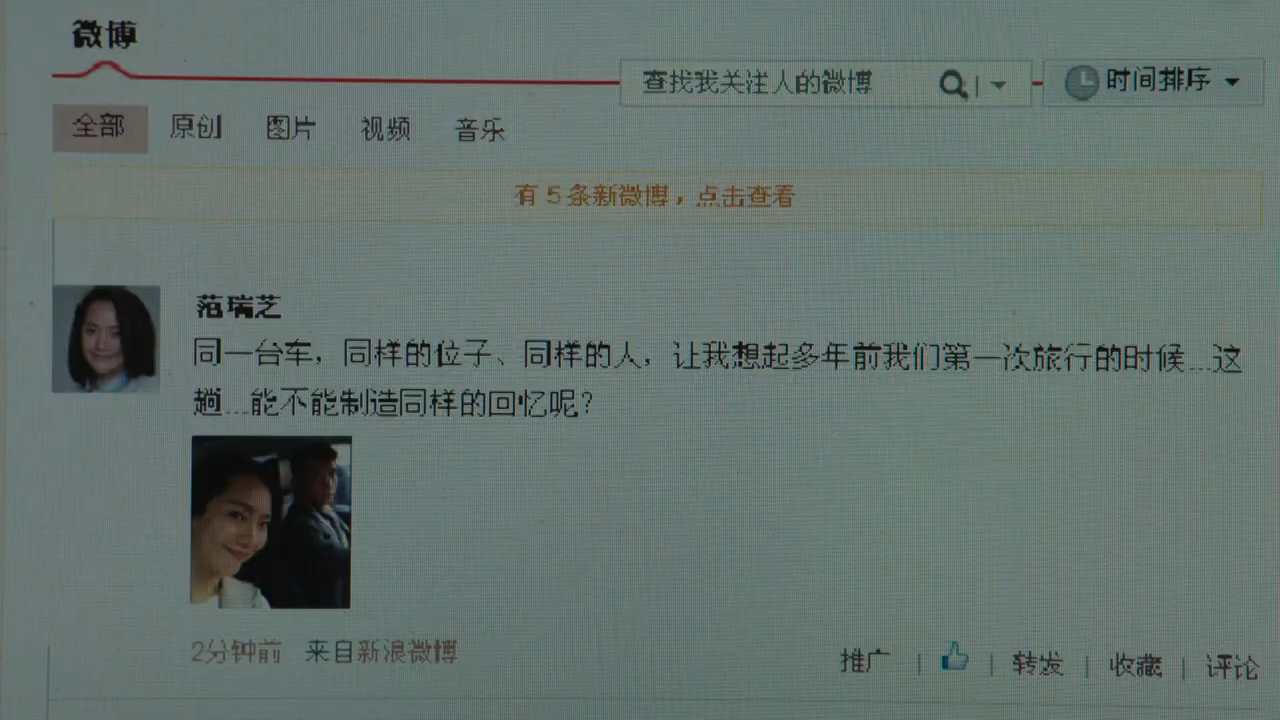 微博
查找我关注人的微博
时间排序
全部 原创 图片 视频 音乐
有 5 条新微博，点击查看
范瑞芝
同一台车，同样的位子、同样的人，让我想起多年前我们第一次旅行的时候...这
趟...能不能制造同样的回忆呢？
2分钟前 来自新浪微博
推广 | | 转发 | 收藏 | 评论